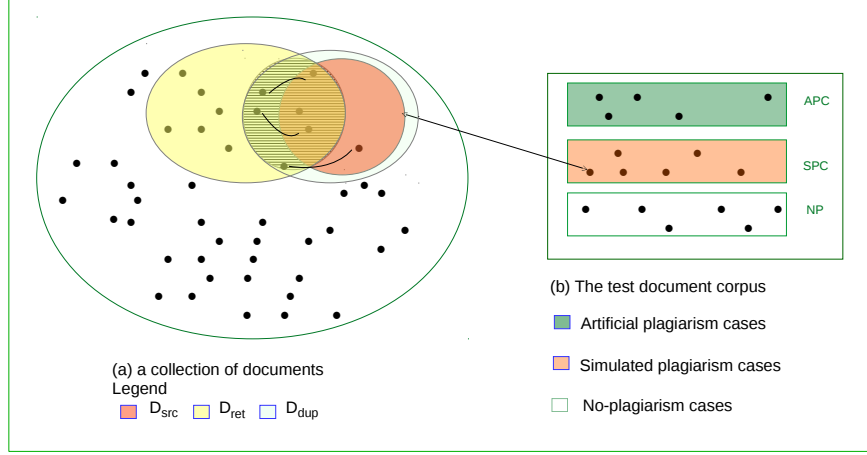 APC
SPC
NP
(b) The test document corpus
Artificial plagiarism cases
Simulated plagiarism cases
No-plagiarism cases
(a) a collection of documents
Legend
Dsrc Dret Ddup